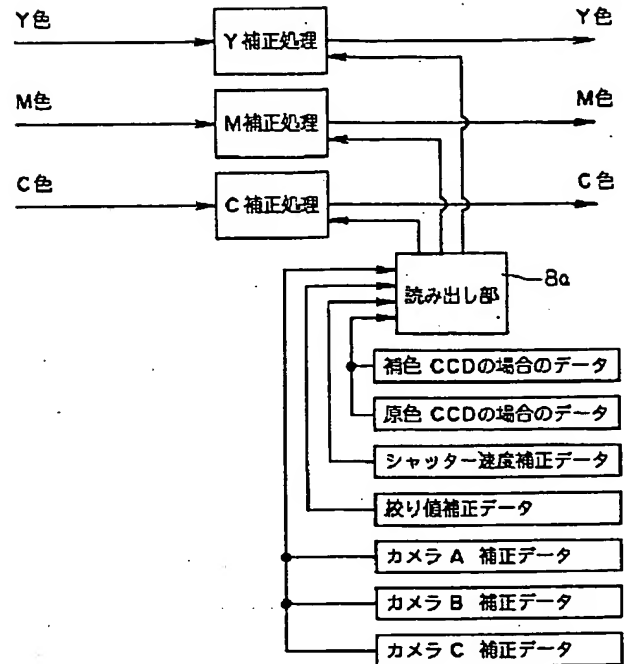 Y色
Y補正処理
Y色
M色
M補正処理
M色
C色
C補正処理
C色
読み出し部
8a
補色 CCDの場合のデータ
原色 CCDの場合のデータ
シャッター速度補正データ
絞り値補正データ
カメラ A 補正データ
カメラ B 補正データ
カメラ C 補正データ